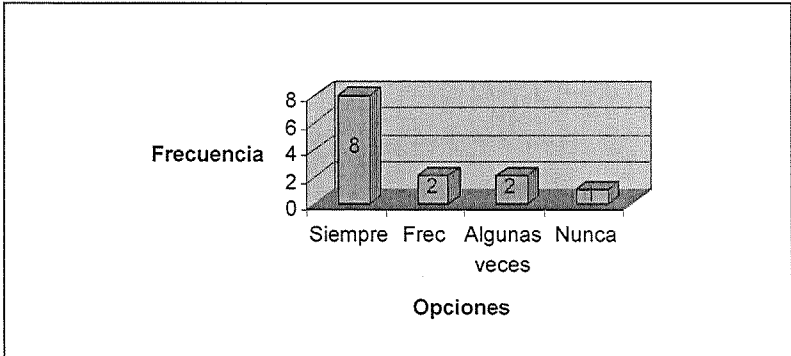 8
6
Frecuencia
4
2
0
8
2
2
1
Siempre
Frec
Algunas
veces
Nunca
Opciones